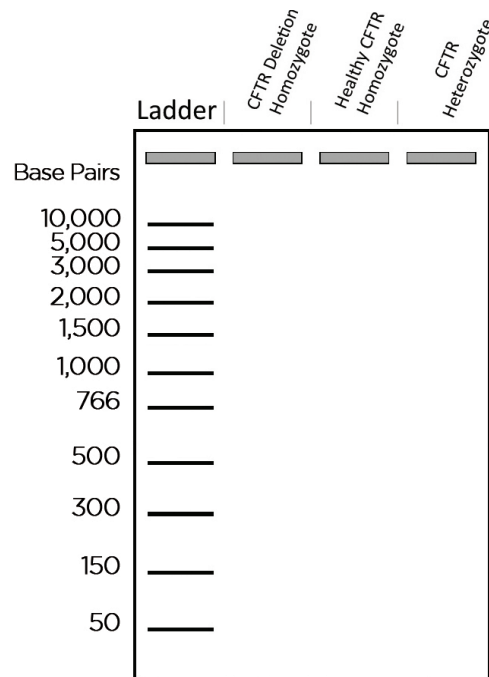 CFTR Deletion
Homozygote
Healthy CFTR
Homozygote
CFTR
Heterozygote
Ladder
Base Pairs
10,000
5,000
3,000
2,000
1,500
1,000
766
500
300
150
50